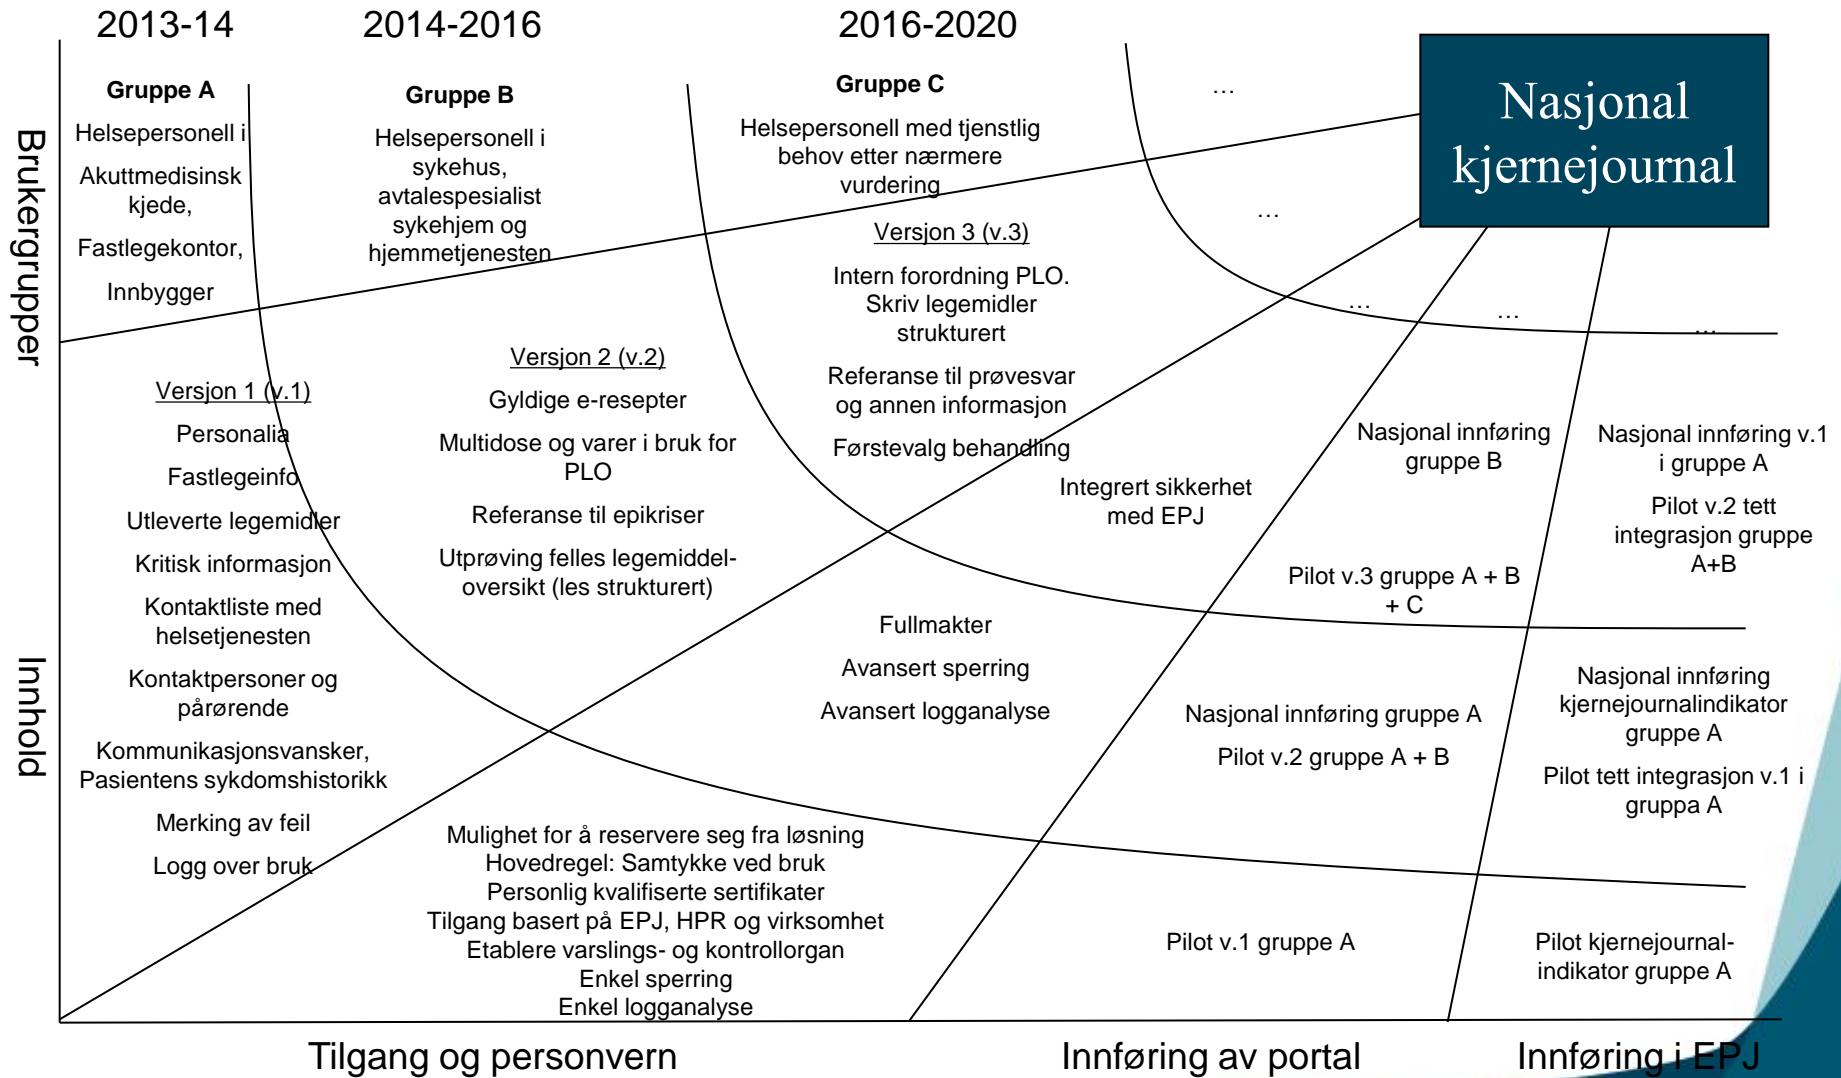 2013-14
2014-2016
2016-2020
Brukergrupper
Gruppe A
Helsepersonell i
Akuttmedisinsk
kjede,
Fastlegekontor,
Innbygger
Gruppe B
Helsepersonell i
sykehus,
avtalespesialist
sykehjem og
hjemmetjenesten
Gruppe C
Helsepersonell med tjenstlig
behov etter nærmere
vurdering
...
Nasjonal
kjernejournal
Innhold
Versjon 1 (v.1)
Personalia
Fastlegeinfo
Utleverte legemidler
Kritisk informasjon
Kontaktliste med
helsetjenesten
Kontaktpersoner og
pårørende
Kommunikasjonsvansker,
Pasientens sykdomshistorikk
Merking av feil
Logg over bruk
Versjon 2 (v.2)
Gyldige e-resepter
Multidose og varer i bruk for
PLO
Referanse til epikriser
Utprøving felles legemiddel-
oversikt (les strukturert)
Versjon 3 (v.3)
Intern forordning PLO.
Skriv legemidler
strukturert
Referanse til prøvesvar
og annen informasjon
Førstevalg behandling
...
...
...
...
Mulighet for å reservere seg fra løsning
Hovedregel: Samtykke ved bruk
Personlig kvalifiserte sertifikater
Tilgang basert på EPJ, HPR og virksomhet
Etablere varslings- og kontrollorgan
Enkel sperring
Enkel logganalyse
Fullmakter
Avansert sperring
Avansert logganalyse
Integrert sikkerhet
med EPJ
Pilot v.1 gruppe A
Nasjonal innføring gruppe A
Pilot v.2 gruppe A + B
Nasjonal innføring
gruppe B
Pilot v.3 gruppe A + B
+ C
Pilot kjernejournal-
indikator gruppe A
Nasjonal innføring
kjernejournalindikator
gruppe A
Pilot tett integrasjon v.1 i
gruppa A
Nasjonal innføring v.1
i gruppe A
Pilot v.2 tett
integrasjon gruppe
A+B
Tilgang og personvern
Innføring av portal
Innføring i EPJ